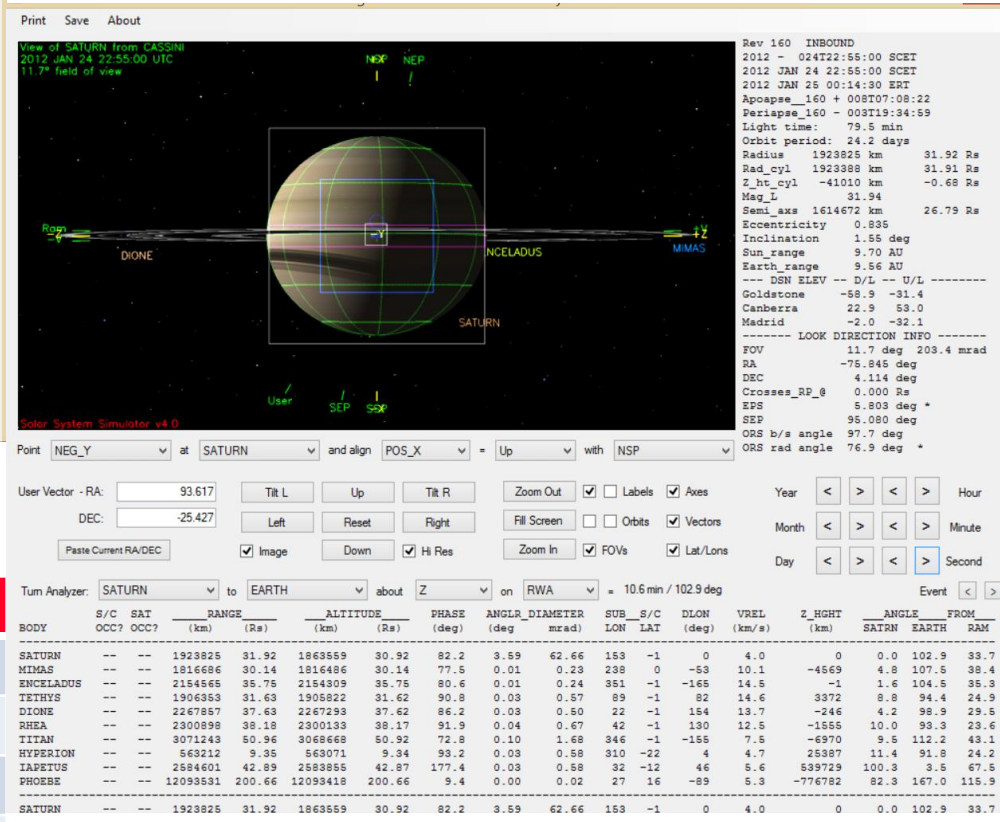 Print Save About
View of SATURN from CASSINI
2012 JAN 24 22:55:00 UTC
11.7° field of view
NEP
Ram
-Z
-Y
+Z
DIONE
NCELADUS
MIMAS
SATURN
User
SEP
Solar System Simulator v4.0
Rev 160 INBOUND
2012 - 024T22:55:00 SCET
2012 JAN 24 22:55:00 SCET
2012 JAN 25 00:14:30 ERT
Apoapse__160 + 008T07:08:22
Periapse_160 - 003T19:34:59
Light time: 79.5 min
Orbit period: 24.2 days
Radius 1923825 km 31.92 Rs
Rad_cyl 1923388 km 31.91 Rs
Z_ht_cyl -41010 km -0.68 Rs
Mag_L 31.94
Semi_axs 1614672 km 26.79 Rs
Eccentricity 0.835
Inclination 1.55 deg
Sun_range 9.70 AU
Earth_range 9.56 AU
--- DSN ELEV -- D/L -- U/L --------
Goldstone -58.9 -31.4
Canberra 22.9 53.0
Madrid -2.0 -32.1
------- LOOK DIRECTION INFO -------
FOV 11.7 deg 203.4 mrad
RA -75.845 deg
DEC 4.114 deg
Crosses_RP_@ 0.000 Rs
EPS 5.803 deg *
SEP 95.080 deg
ORS b/s angle 97.7 deg
ORS rad angle 76.9 deg *
Point NEG_Y at SATURN and align POS_X = Up with NSP
User Vector - RA: 93.617 Tilt L Up Tilt R Zoom Out Labels Axes Year < > < > Hour
DEC: -25.427 Left Reset Right Fill Screen Orbits Vectors Month < > < > Minute
Paste Current RA/DEC Image Down Hi Res Zoom In FOVs Lat/Lons Day < > < > Second
Turn Analyzer: SATURN to EARTH about Z on RWA = 10.6 min / 102.9 deg Event < >
S/C SAT RANGE ALTITUDE PHASE ANGLR_DIAMETER SUB_S/C DLON VREL Z_HGHT ANGLE FROM
BODY OCC? OCC? (km) (Rs) (km) (Rs) (deg) (deg mrad) LON LAT (deg) (km/s) (km) SATRN EARTH RAM
SATURN -- -- 1923825 31.92 1863559 30.92 82.2 3.59 62.66 153 -1 0 4.0 0 0.0 102.9 33.7
MIMAS -- -- 1816686 30.14 1816486 30.14 77.5 0.01 0.23 238 0 -53 10.1 -4569 4.8 107.5 38.4
ENCELADUS -- -- 2154565 35.75 2154309 35.75 80.6 0.01 0.24 351 -1 -165 14.5 -1 1.6 104.5 35.3
TETHYS -- -- 1906353 31.63 1905822 31.62 90.8 0.03 0.57 89 -1 82 14.6 3372 8.8 94.4 24.9
DIONE -- -- 2267857 37.63 2267293 37.62 86.2 0.03 0.50 22 -1 154 13.7 -246 4.2 98.9 29.5
RHEA -- -- 2300898 38.18 2300133 38.17 91.9 0.04 0.67 42 -1 130 12.5 -1555 10.0 93.3 23.6
TITAN -- -- 3071243 50.96 3068668 50.92 72.8 0.10 1.68 346 -1 -155 7.5 -6970 9.5 112.2 43.1
HYPERION -- -- 563212 9.35 563071 9.34 93.2 0.03 0.58 310 -22 4 4.7 25387 11.4 91.8 24.2
IAPETUS -- -- 2584601 42.89 2583855 42.87 177.4 0.03 0.58 32 -12 46 5.6 539729 100.3 3.5 67.5
PHOEBE -- -- 12093531 200.66 12093418 200.66 9.4 0.00 0.02 27 16 -89 5.3 -776782 82.3 167.0 115.9
SATURN -- -- 1923825 31.92 1863559 30.92 82.2 3.59 62.66 153 -1 0 4.0 0 0.0 102.9 33.7